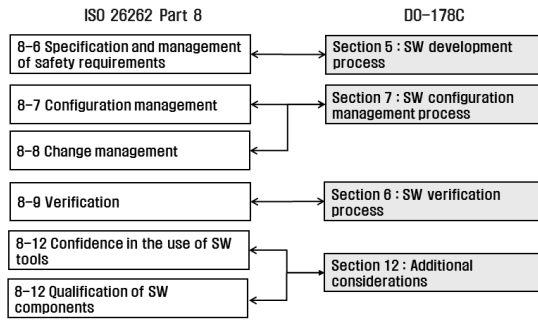 ISO 26262 Part 8
DO-178C
8-6 Specification and management
of safety requirements
Section 5 : SW development
process
8-7 Configuration management
Section 7 : SW configuration
management process
8-8 Change management
8-9 Verification
Section 6 : SW verification
process
8-12 Confidence in the use of SW
tools
Section 12 : Additional
considerations
8-12 Qualification of SW
components